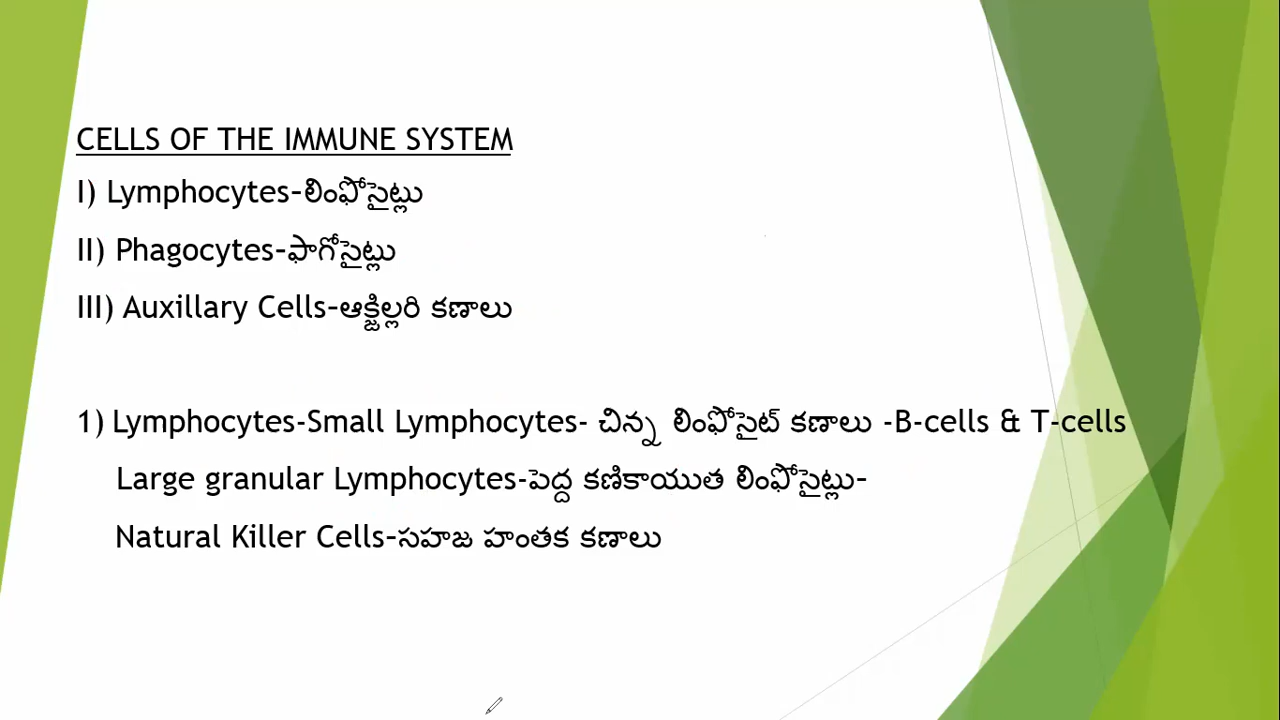 CELLS OF THE IMMUNE SYSTEM
I) Lymphocytes-లింఫోసైట్లు
II) Phagocytes-ఫాగోసైట్లు
III) Auxillary Cells-ఆక్జిల్లరి కణాలు
1) Lymphocytes-Small Lymphocytes- చిన్న లింఫోసైట్ కణాలు -B-cells & T-cells
Large granular Lymphocytes-పెద్ద కణికాయుత లింఫోసైట్లు-
Natural Killer Cells-సహజ హంతక కణాలు